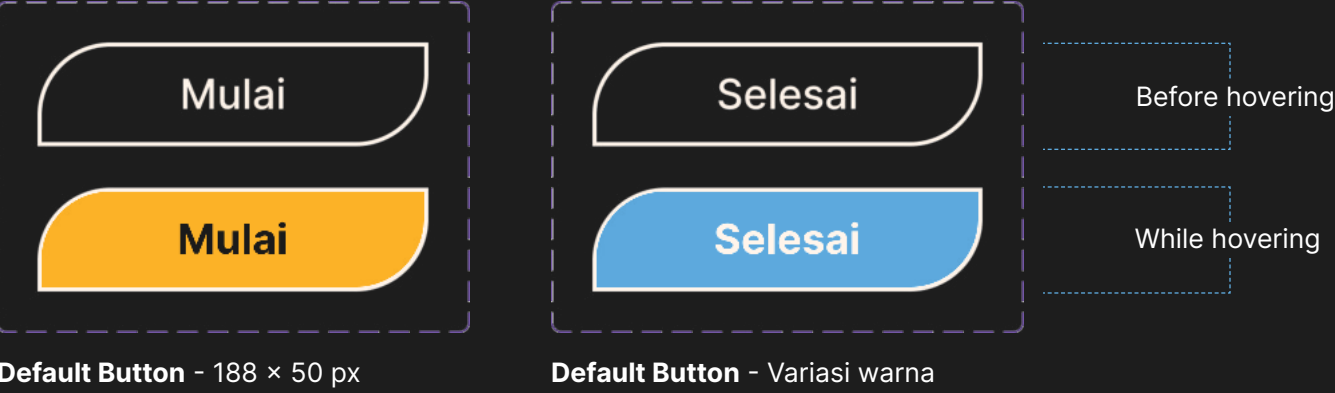 Mulai
Selesai
Before hovering
Mulai
Selesai
While hovering
Default Button - 188 × 50 px
Default Button - Variasi warna